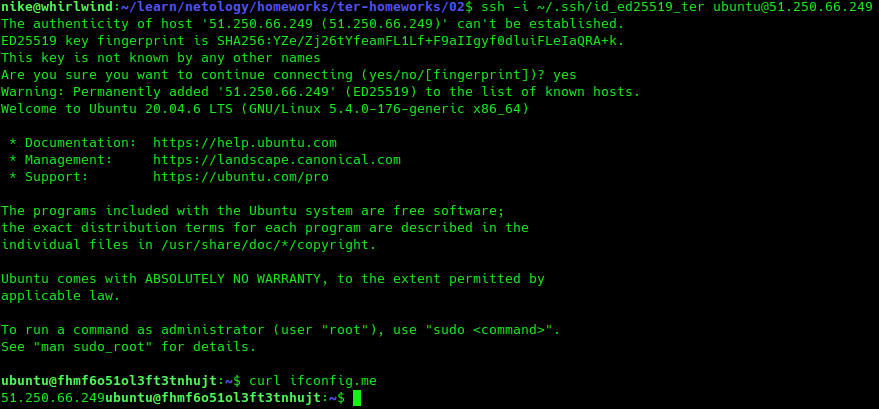 nike@whirlwind:~/learn/netology/homeworks/ter-homeworks/02$ ssh -i ~/.ssh/id_ed25519_ter ubuntu@51.250.66.249
The authenticity of host '51.250.66.249 (51.250.66.249)' can't be established.
ED25519 key fingerprint is SHA256:YZe/Zj26tYfeamFL1Lf+F9aIIgyf0dluiFLeIaQRA+k.
This key is not known by any other names
Are you sure you want to continue connecting (yes/no/[fingerprint])? yes
Warning: Permanently added '51.250.66.249' (ED25519) to the list of known hosts.
Welcome to Ubuntu 20.04.6 LTS (GNU/Linux 5.4.0-176-generic x86_64)
* Documentation:  https://help.ubuntu.com
* Management:     https://landscape.canonical.com
* Support:        https://ubuntu.com/pro
The programs included with the Ubuntu system are free software;
the exact distribution terms for each program are described in the
individual files in /usr/share/doc/*/copyright.
Ubuntu comes with ABSOLUTELY NO WARRANTY, to the extent permitted by
applicable law.
To run a command as administrator (user "root"), use "sudo <command>".
See "man sudo_root" for details.
ubuntu@fhmf6o51ol3ft3tnhujt:~$ curl ifconfig.me
51.250.66.249ubuntu@fhmf6o51ol3ft3tnhujt:~$